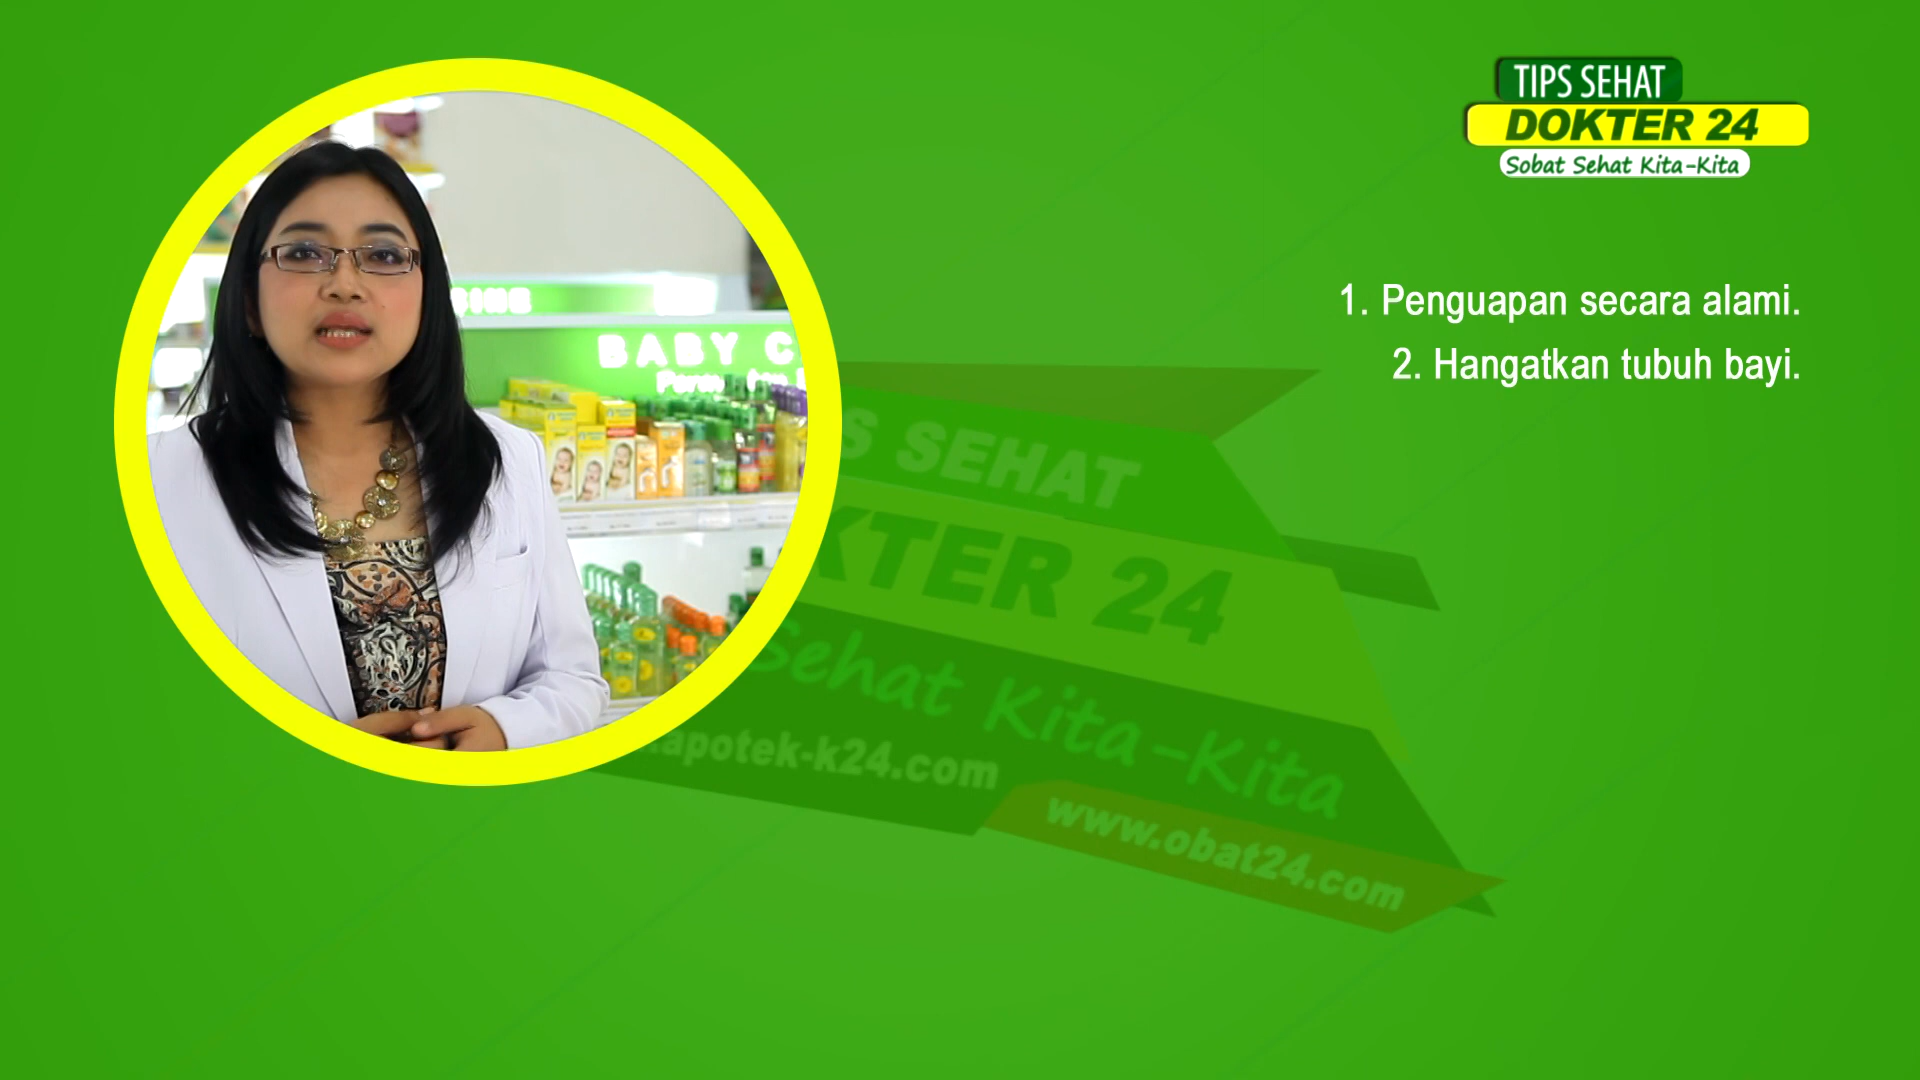 TIPS SEHAT
DOKTER 24
Sobat Sehat Kita-Kita
1. Penguapan secara alami.
2. Hangatkan tubuh bayi.
BABY
SEHAT
24
Sehat Kita-Kita
apotek-k24.com
www.obat24.com